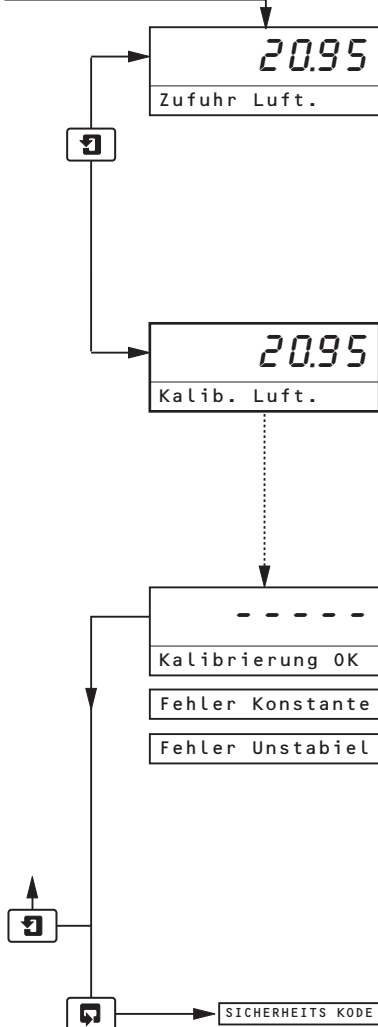 20.95
Zufuhr Luft.
20.95
Kalib. Luft.
- - - - -
Kalibrierung OK
Fehler Konstante
Fehler Unstabiel
SICHERHEITS KODE